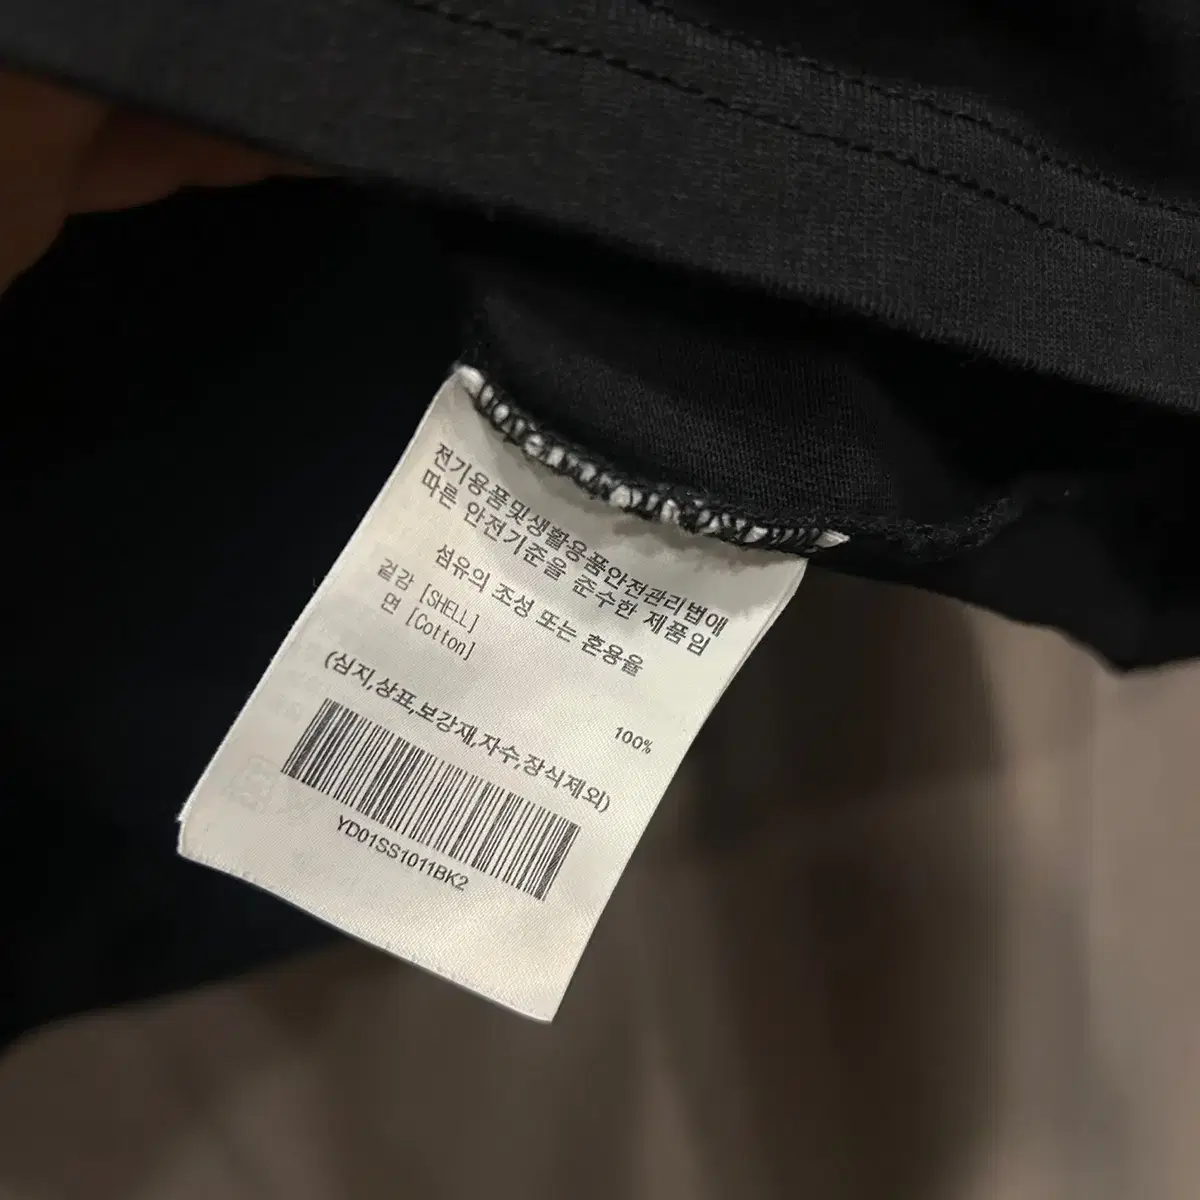 전기용품및생활용품안전관리법애
따른 안전기준을 준수한 제품임
섬유의 조성 또는 혼용율
겉감 [SHELL]
면 [Cotton]
100%
(심지,상표,보강재,자수,장식제외)
YD01SS1011BK2